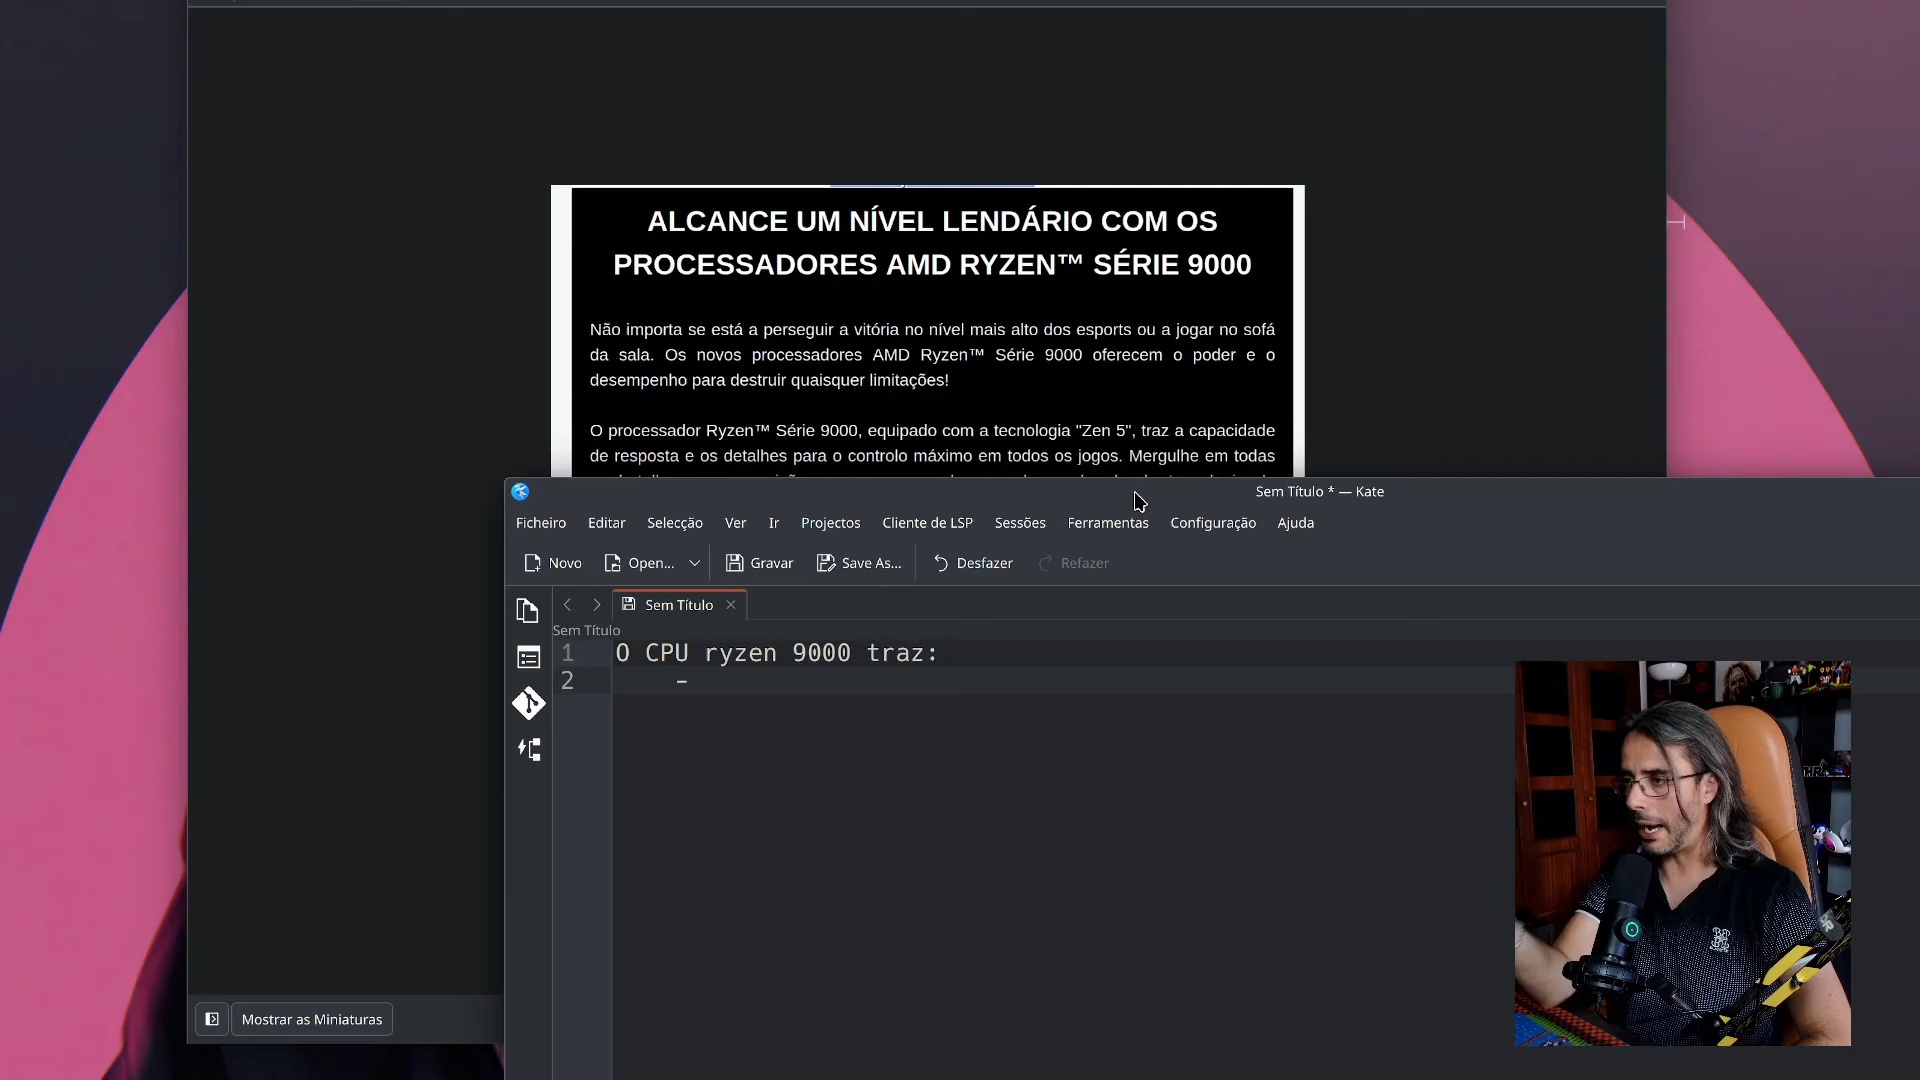 ALCANCE UM NÍVEL LENDÁRIO COM OS
PROCESSADORES AMD RYZEN™ SÉRIE 9000
Não importa se está a perseguir a vitória no nível mais alto dos esports ou a jogar no sofá
da sala. Os novos processadores AMD Ryzen™ Série 9000 oferecem o poder e o
desempenho para destruir quaisquer limitações!
O processador Ryzen™ Série 9000, equipado com a tecnologia "Zen 5", traz a capacidade
de resposta e os detalhes para o controlo máximo em todos os jogos. Mergulhe em todas
Sem Título * — Kate
Ficheiro Editar Selecção Ver Ir Projectos Cliente de LSP Sessões Ferramentas Configuração Ajuda
Novo Open... Gravar Save As... Desfazer Refazer
Sem Título
Sem Título
1 O CPU ryzen 9000 traz:
2 -
Mostrar as Miniaturas